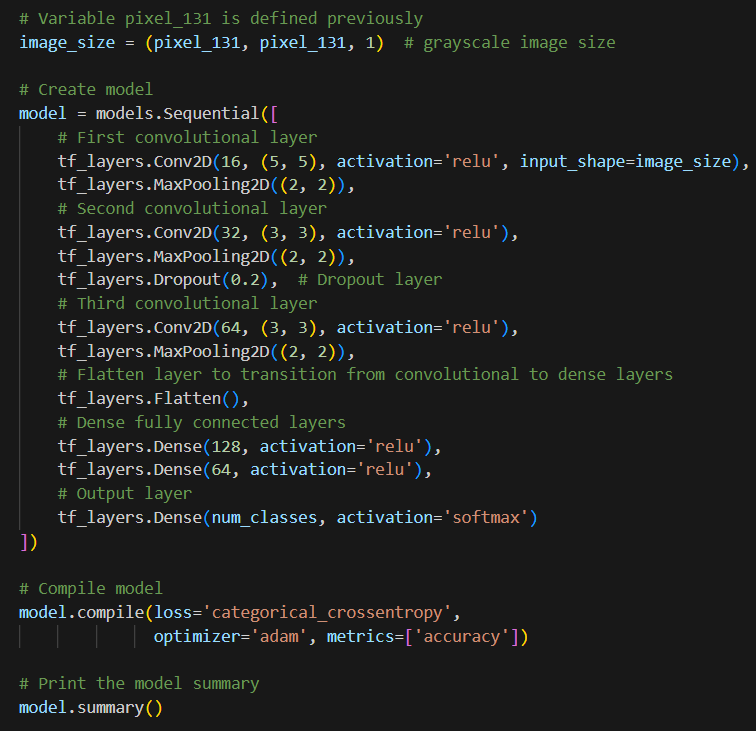 # Variable pixel_131 is defined previously
image_size = (pixel_131, pixel_131, 1)  # grayscale image size

# Create model
model = models.Sequential([
    # First convolutional layer
    tf_layers.Conv2D(16, (5, 5), activation='relu', input_shape=image_size),
    tf_layers.MaxPooling2D((2, 2)),
    # Second convolutional layer
    tf_layers.Conv2D(32, (3, 3), activation='relu'),
    tf_layers.MaxPooling2D((2, 2)),
    tf_layers.Dropout(0.2),  # Dropout layer
    # Third convolutional layer
    tf_layers.Conv2D(64, (3, 3), activation='relu'),
    tf_layers.MaxPooling2D((2, 2)),
    # Flatten layer to transition from convolutional to dense layers
    tf_layers.Flatten(),
    # Dense fully connected layers
    tf_layers.Dense(128, activation='relu'),
    tf_layers.Dense(64, activation='relu'),
    # Output layer
    tf_layers.Dense(num_classes, activation='softmax')
])

# Compile model
model.compile(loss='categorical_crossentropy',
              optimizer='adam', metrics=['accuracy'])

# Print the model summary
model.summary()